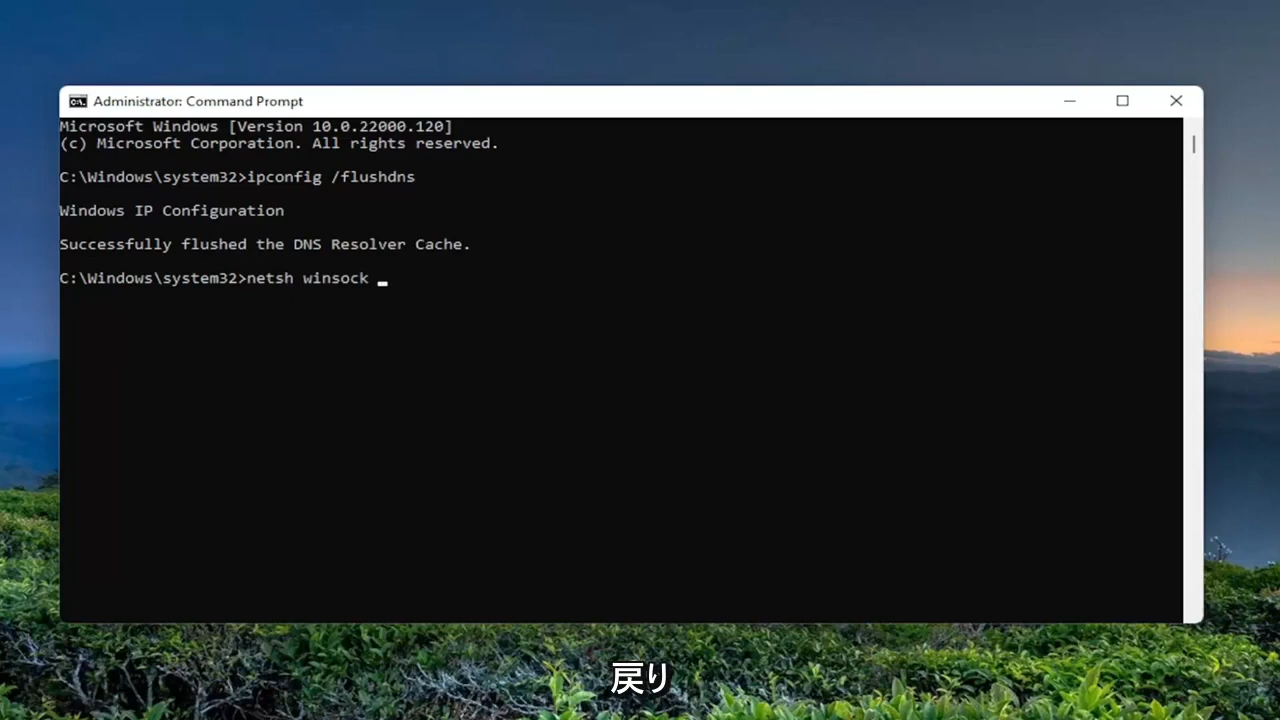 Administrator: Command Prompt
Microsoft Windows [Version 10.0.22000.120]
(c) Microsoft Corporation. All rights reserved.
C:\Windows\system32>ipconfig /flushdns
Windows IP Configuration
Successfully flushed the DNS Resolver Cache.
C:\Windows\system32>netsh winsock
戻り